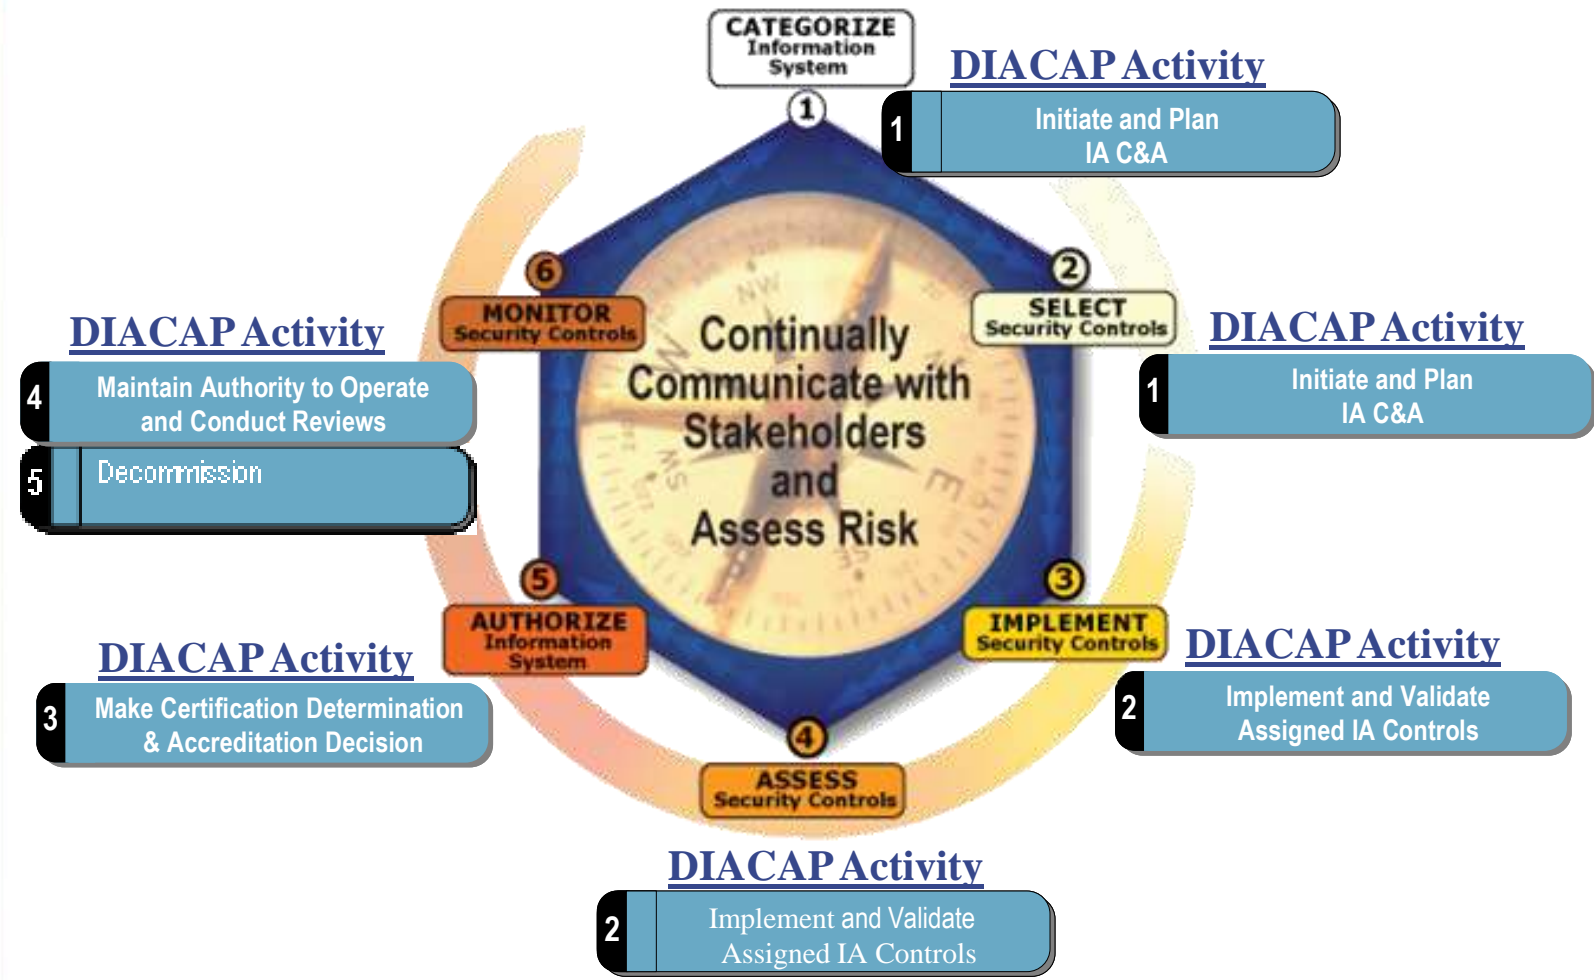 CATEGORIZE
Information
System
1
DIACAP Activity
1
Initiate and Plan
IA C&A
2
SELECT
Security Controls
DIACAP Activity
1
Initiate and Plan
IA C&A
3
IMPLEMENT
Security Controls
DIACAP Activity
2
Implement and Validate
Assigned IA Controls
4
ASSESS
Security Controls
DIACAP Activity
2
Implement and Validate
Assigned IA Controls
5
AUTHORIZE
Information
System
DIACAP Activity
3
Make Certification Determination
& Accreditation Decision
6
MONITOR
Security Controls
DIACAP Activity
4
Maintain Authority to Operate
and Conduct Reviews
5
Decommission
Continually
Communicate with
Stakeholders
and
Assess Risk
NW
N
E
SE
SW